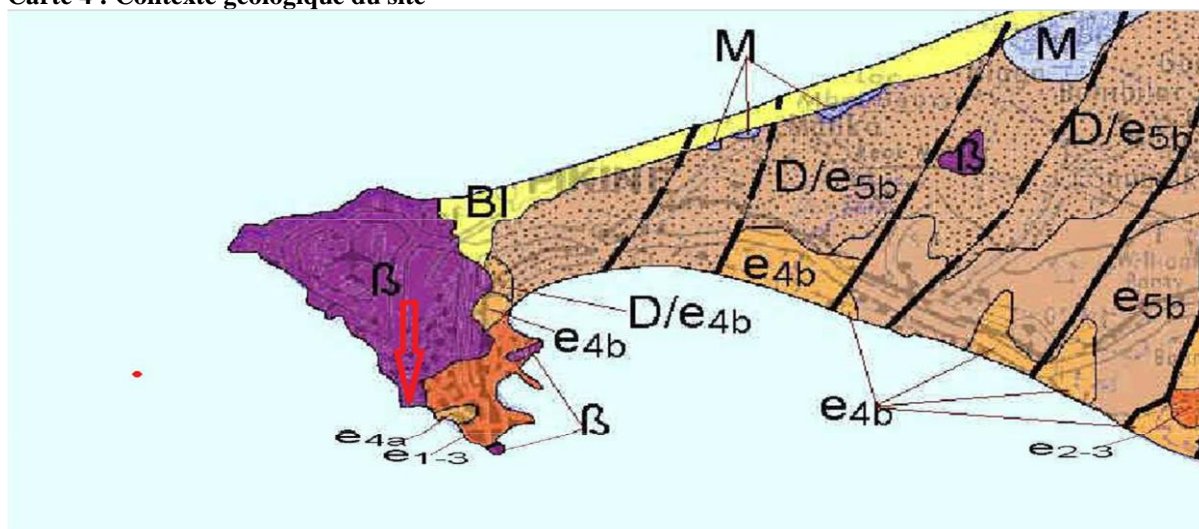 Carte 4 : Contexte géologique du site
M
M
D/e5b
ß
D/e5b
PIKINE
BI
ß
e4b
D/e4b
e4b
e5b
e4b
ß
e4a
e1-3
e2-3